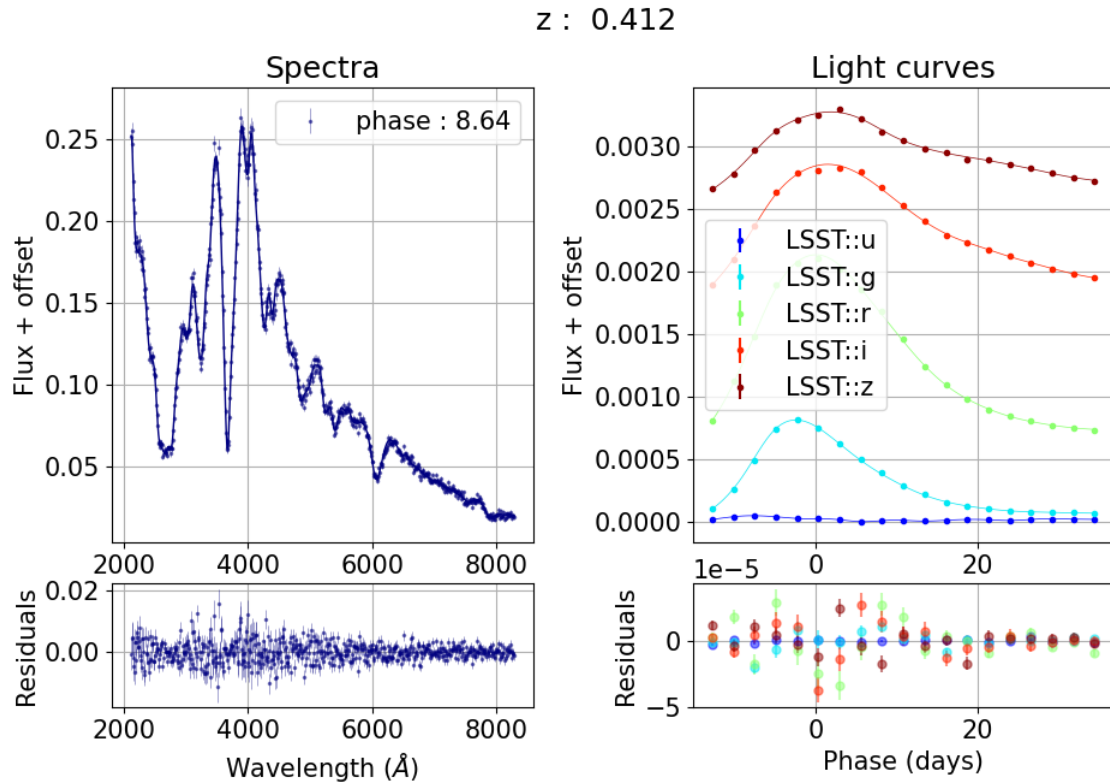 z : 0.412
Spectra
Light curves
phase : 8.64
Flux + offset
0.25
0.20
0.15
0.10
0.05
2000
4000
6000
8000
Residuals
0.02
0.00
2000
4000
6000
8000
Wavelength (Å)
Flux + offset
0.0030
0.0025
0.0020
0.0015
0.0010
0.0005
0.0000
LSST::u
LSST::g
LSST::r
LSST::i
LSST::z
0
20
1e−5
Residuals
0
−5
0
20
Phase (days)